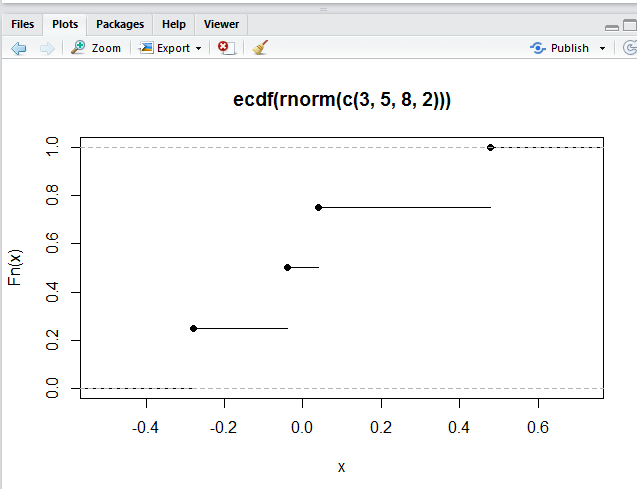 Files Plots Packages Help Viewer
Zoom Export Publish
ecdf(rnorm(c(3, 5, 8, 2)))
1.0
0.8
0.6
0.4
0.2
0.0
Fn(x)
-0.4 -0.2 0.0 0.2 0.4 0.6
x